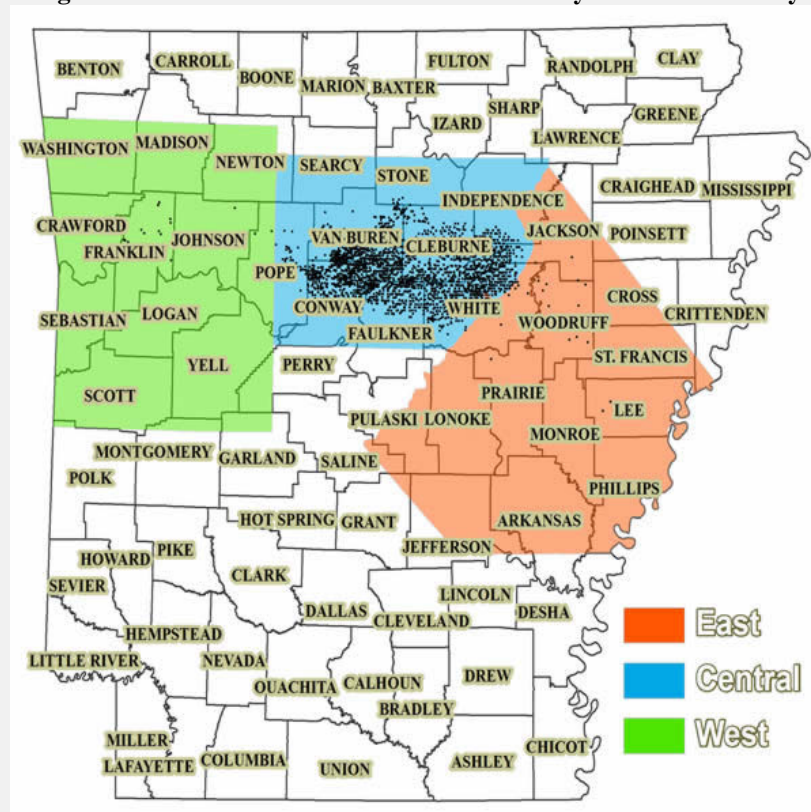 BENTON
CARROLL
BOONE
MARION
BAXTER
FULTON
RANDOLPH
CLAY
IZARD
SHARP
GREENE
LAWRENCE
WASHINGTON
MADISON
NEWTON
SEARCY
STONE
INDEPENDENCE
CRAIGHEAD
MISSISSIPPI
CRAWFORD
FRANKLIN
JOHNSON
VAN BUREN
CLEBURNE
JACKSON
POINSETT
POPE
SEBASTIAN
LOGAN
CONWAY
WHITE
WOODRUFF
CROSS
CRITTENDEN
FAULKNER
YELL
PERRY
ST. FRANCIS
SCOTT
PRAIRIE
PULASKI
LONOKE
LEE
MONROE
MONTGOMERY
GARLAND
SALINE
POLK
PHILLIPS
HOT SPRING
GRANT
ARKANSAS
JEFFERSON
HOWARD
PIKE
CLARK
SEVIER
DALLAS
CLEVELAND
LINCOLN
DESHA
HEMPSTEAD
LITTLE RIVER
NEVADA
OUACHITA
CALHOUN
DREW
BRADLEY
MILLER
LAFAYETTE
COLUMBIA
UNION
ASHLEY
CHICOT
East
Central
West